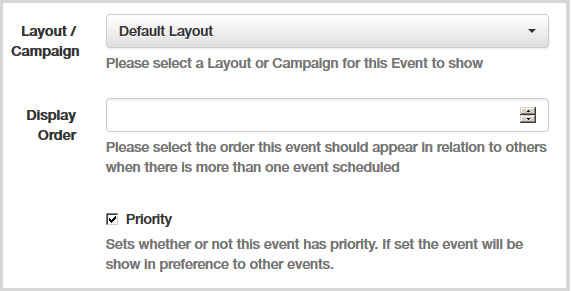 Layout /
Campaign
Default Layout
Please select a Layout or Campaign for this Event to show
Display
Order
Please select the order this event should appear in relation to others
when there is more than one event scheduled
Priority
Sets whether or not this event has priority. If set the event will be
show in preference to other events.